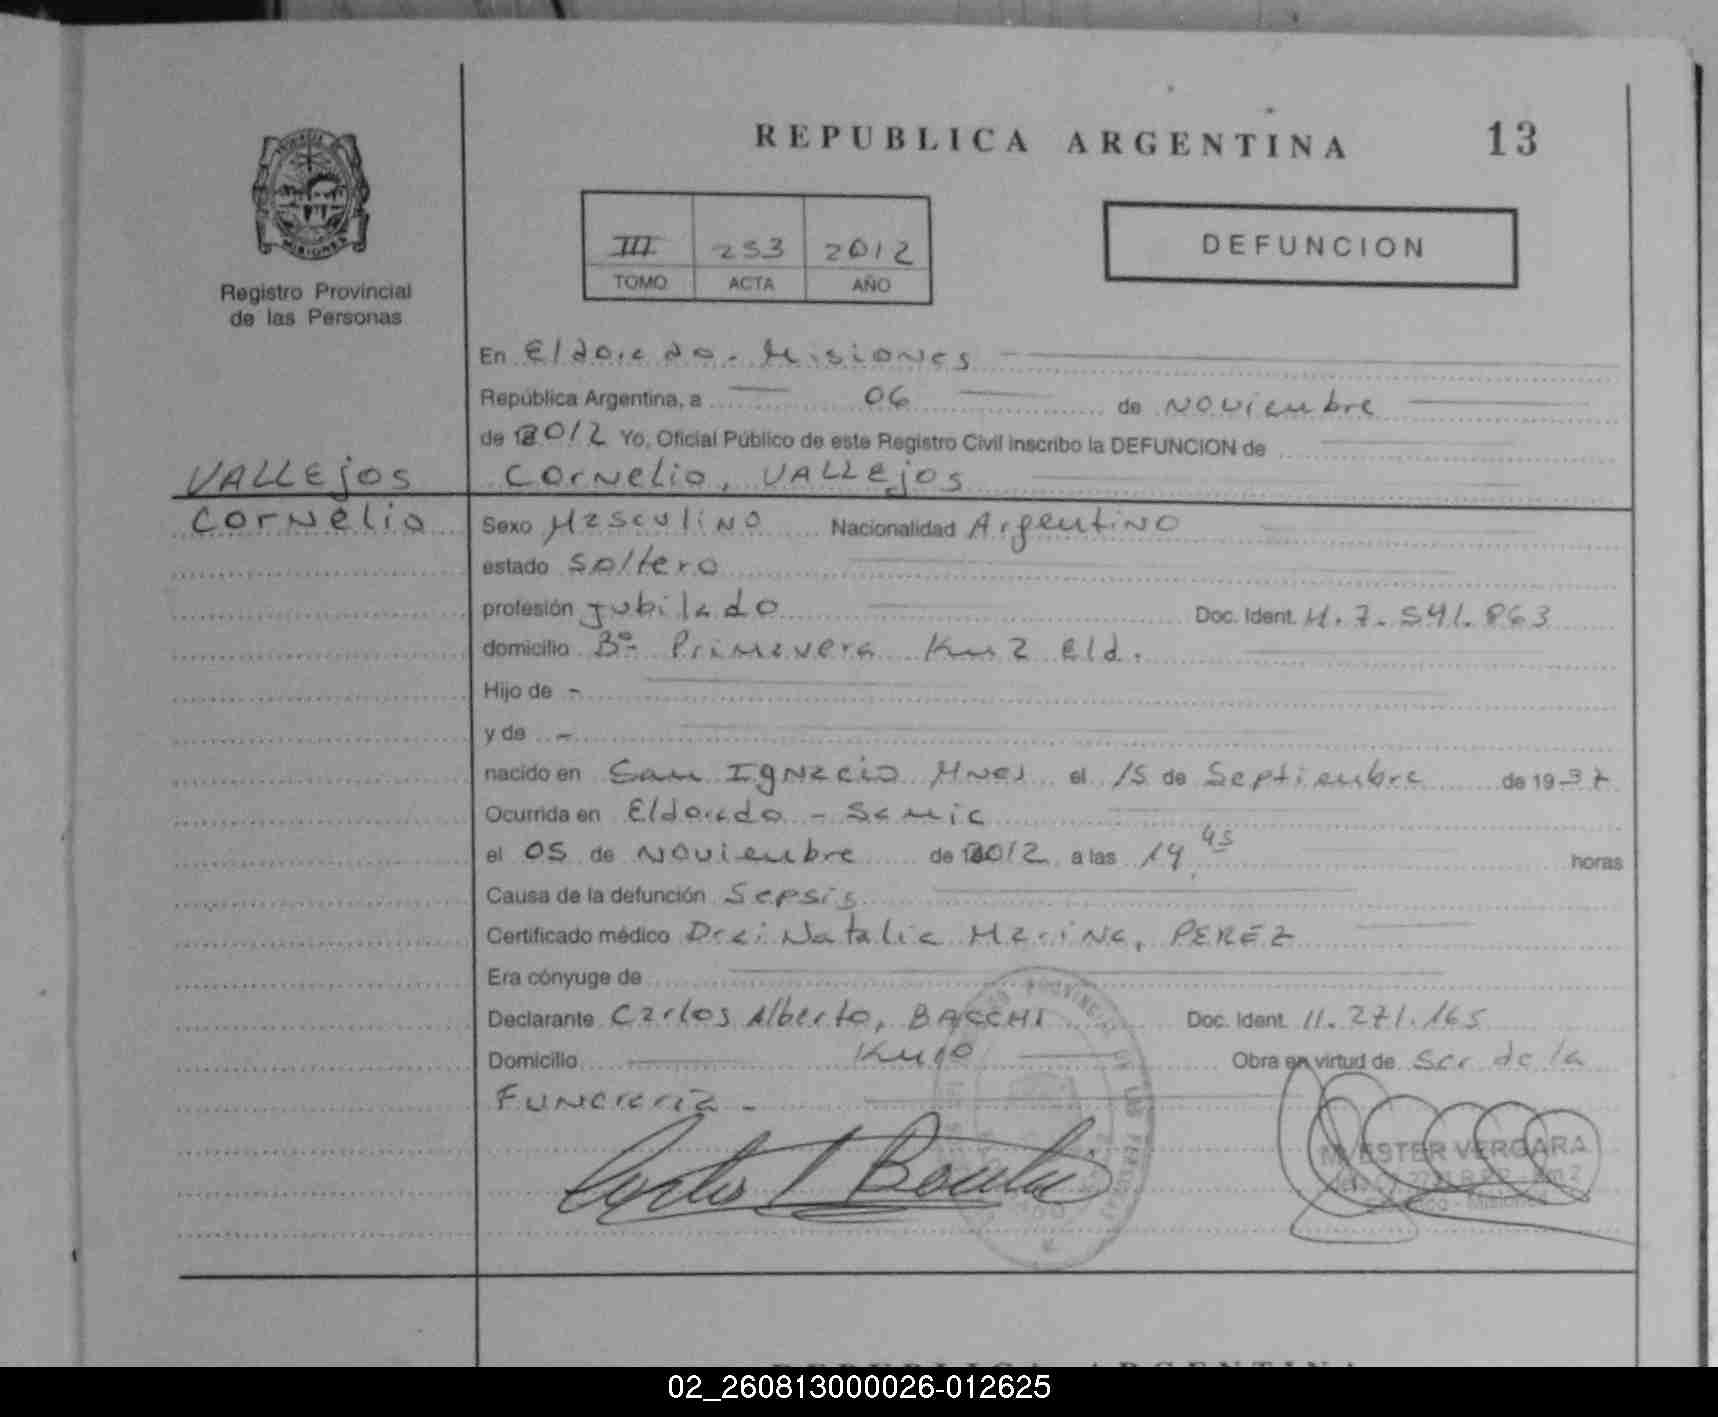 REPUBLICA ARGENTINA 13
Registro Provincial
de las Personas
III 253 2012
TOMO ACTA AÑO
DEFUNCION
En Eldorado - Misiones
República Argentina, a 06 de Noviembre
de 2012 Yo, Oficial Público de este Registro Civil inscribo la DEFUNCION de
VALLEjos
Cornelio
Cornelio, VALLEjos
Sexo Masculino Nacionalidad Argentino
estado Soltero
profesión Jubilado Doc. Ident. M. 7.541.863
domicilio Bº Primavera Km 2 Eld.
Hijo de -
y de -
nacido en San Ignacio Mnes el 15 de Septiembre de 1937
Ocurrida en Eldorado - Samic
el 05 de Noviembre de 2012 a las 14,45 horas
Causa de la defunción Sepsis
Certificado médico Dra: Natalia Marina, PEREZ
Era cónyuge de
Declarante Carlos Alberto, BACCHI Doc. Ident. 11.271.165
Domicilio Km 10 Obra en virtud de Ser de la
Funeraria -
M. ESTER VERGARA
REPUBLICA ARGENTINA
02_260813000026-012625